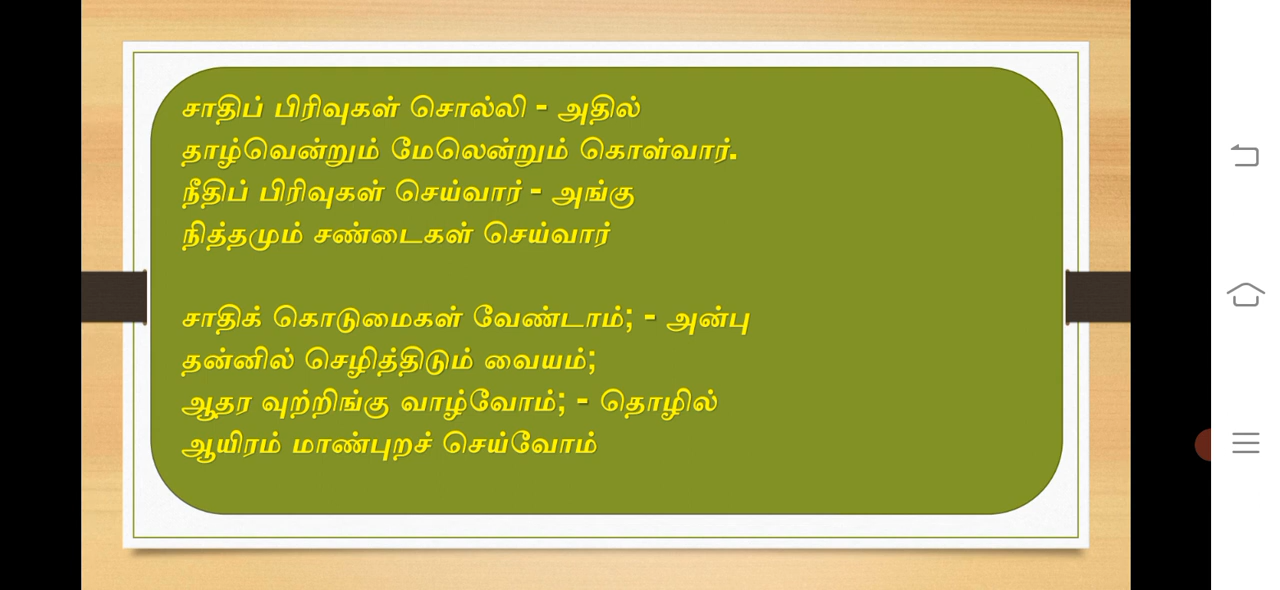 சாதிப் பிரிவுகள் சொல்லி - அதில்
தாழ்வென்றும் மேலென்றும் கொள்வார்.
நீதிப் பிரிவுகள் செய்வார் - அங்கு
நித்தமும் சண்டைகள் செய்வார்
சாதிக் கொடுமைகள் வேண்டாம்; - அன்பு
தன்னில் செழித்திடும் வையம்;
ஆதர வுற்றிங்கு வாழ்வோம்; - தொழில்
ஆயிரம் மாண்புறச் செய்வோம்